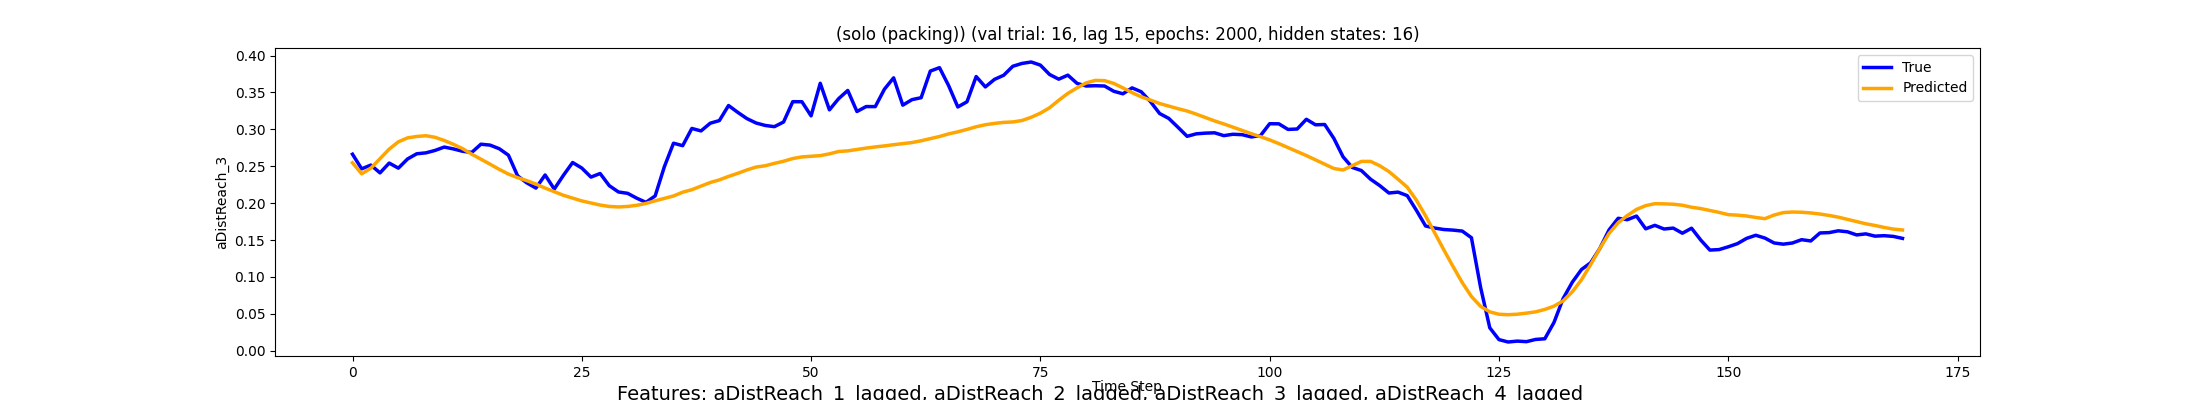 (solo (packing)) (val trial: 16, lag 15, epochs: 2000, hidden states: 16)
0.40
0.35
0.30
0.25
0.20
0.15
0.10
0.05
0.00
aDistReach_3
True
Predicted
0
25
50
75
100
125
150
175
Time Step
Features: aDistReach_1_lagged, aDistReach_2_lagged, aDistReach_3_lagged, aDistReach_4_lagged